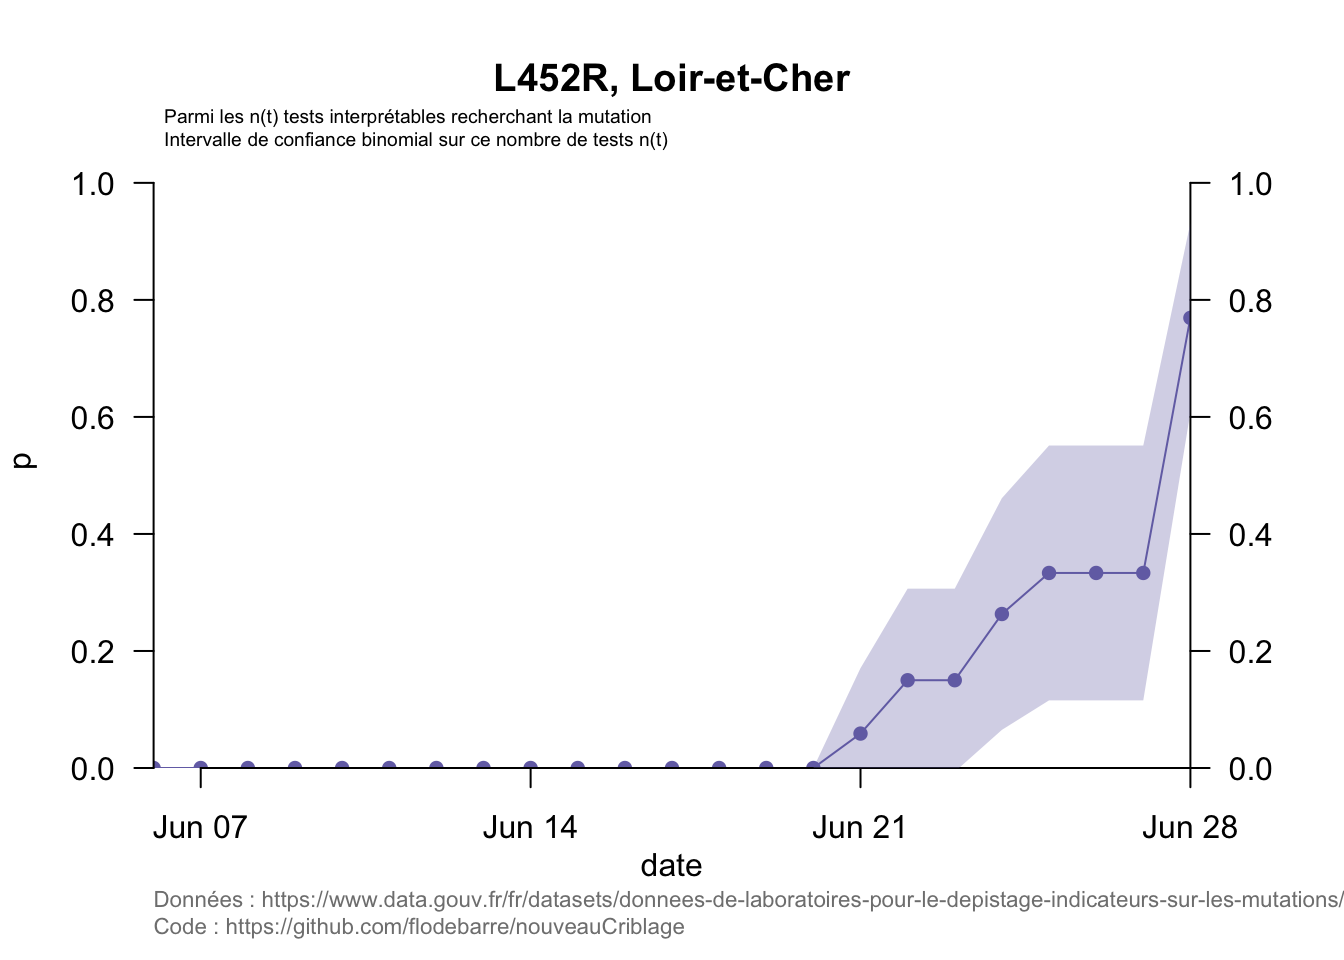 L452R, Loir-et-Cher
Parmi les n(t) tests interprétables recherchant la mutation
Intervalle de confiance binomial sur ce nombre de tests n(t)
1.0
1.0
0.8
0.8
0.6
0.6
p
0.4
0.4
0.2
0.2
0.0
0.0
Jun 07 Jun 14 Jun 21 Jun 28
date
Données : https://www.data.gouv.fr/fr/datasets/donnees-de-laboratoires-pour-le-depistage-indicateurs-sur-les-mutations/
Code : https://github.com/flodebarre/nouveauCriblage